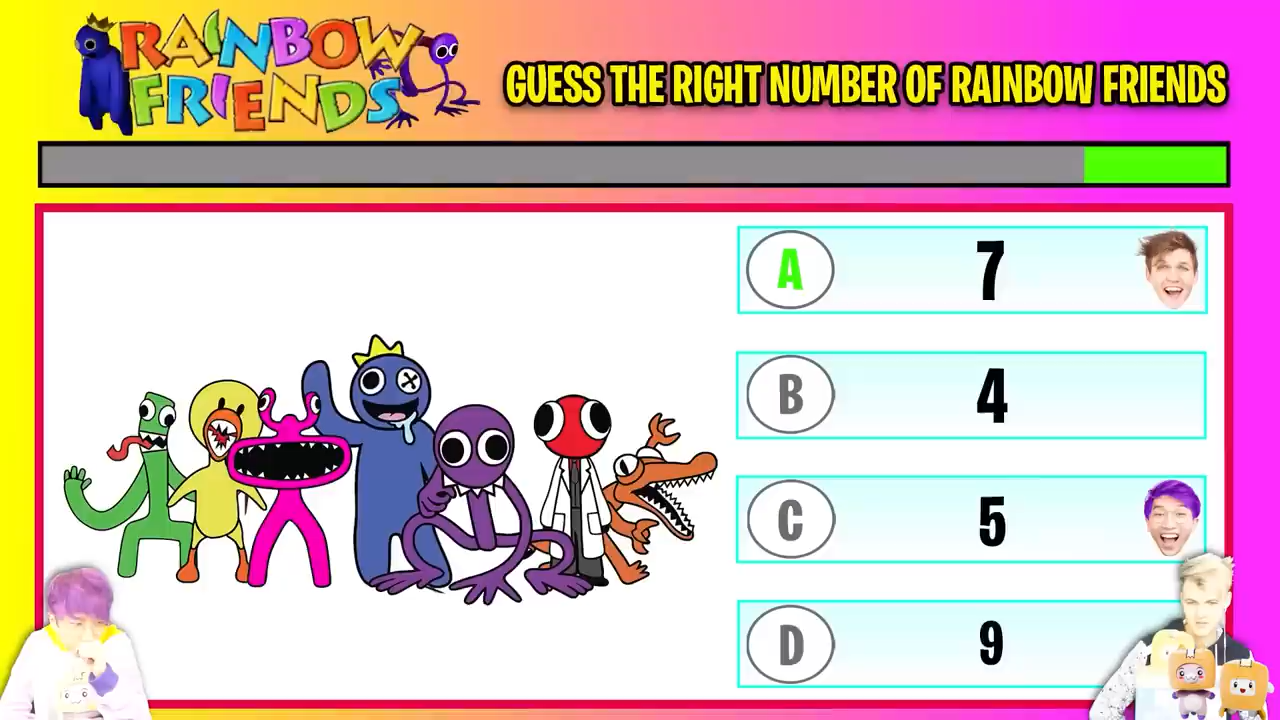 RAINBOW
FRIENDS
GUESS THE RIGHT NUMBER OF RAINBOW FRIENDS
A 7
B 4
C 5
D 9